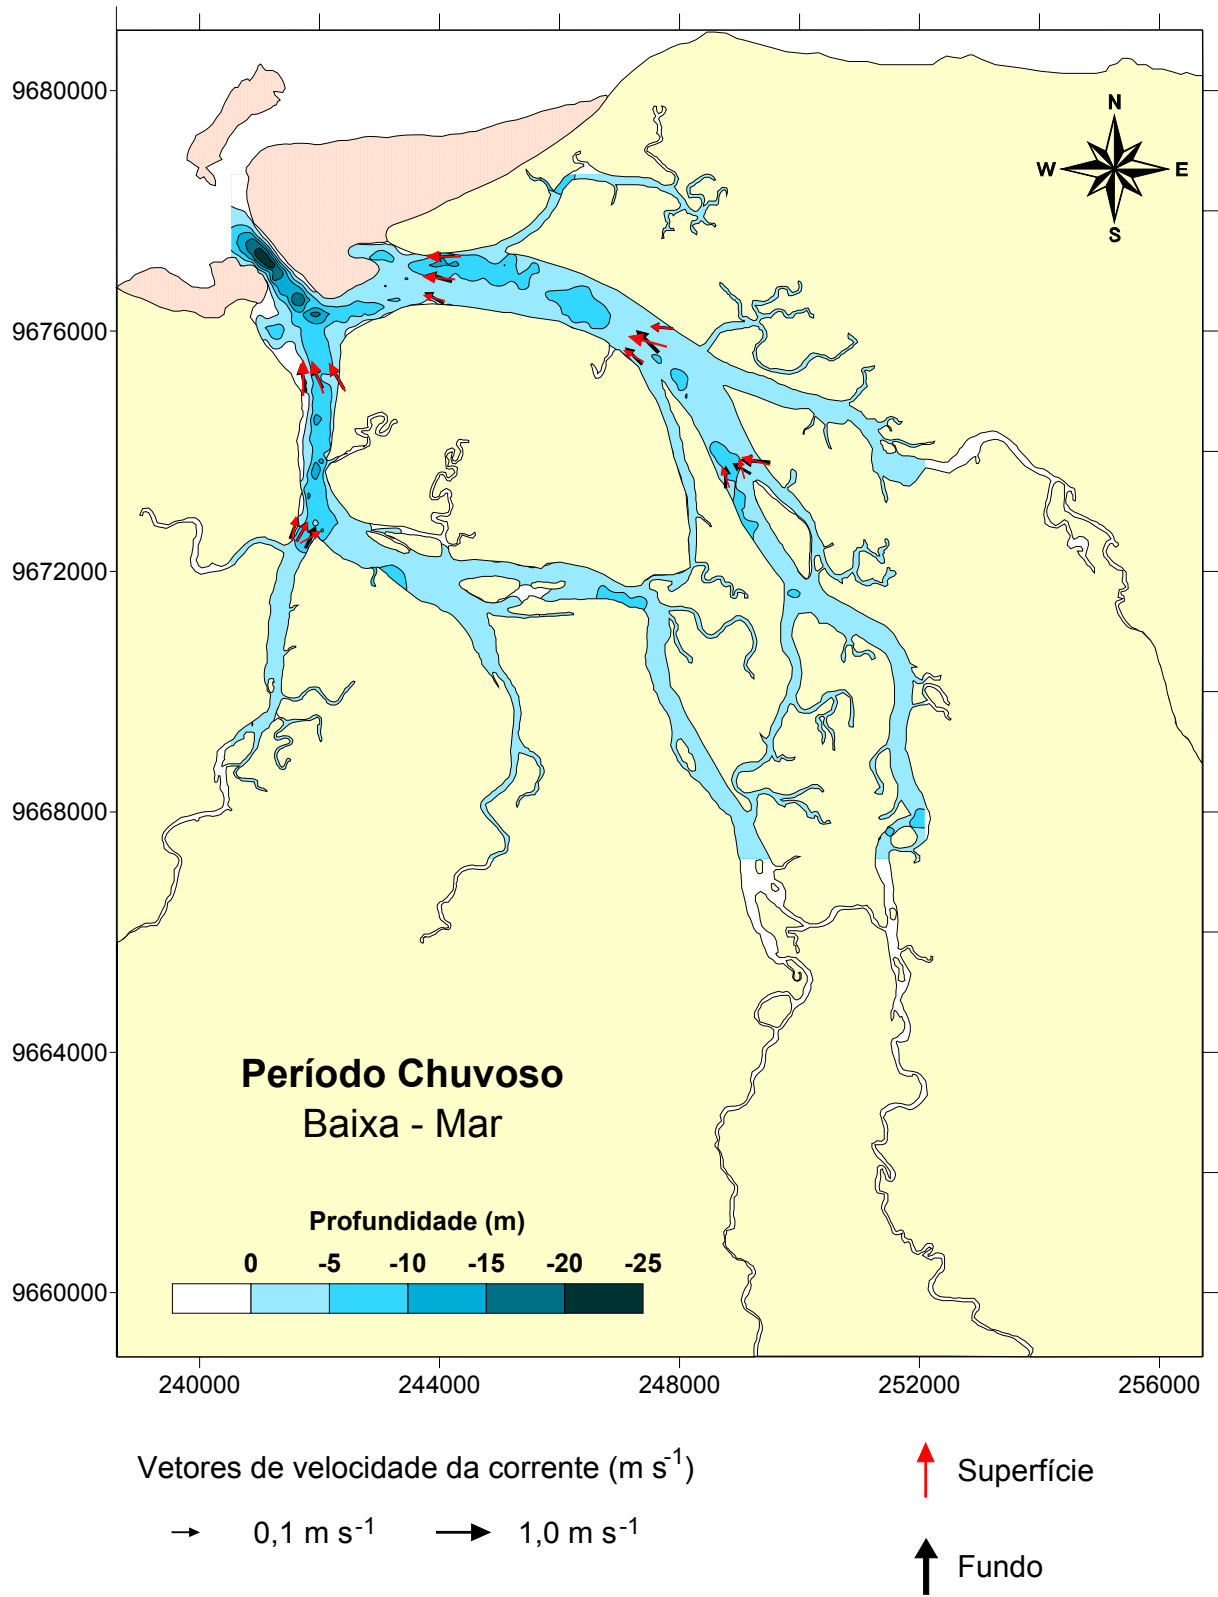 9680000
9676000
9672000
9668000
9664000
9660000
N
W
E
S
Período Chuvoso
Baixa - Mar
Profundidade (m)
0 -5 -10 -15 -20 -25
240000 244000 248000 252000 256000
Vetores de velocidade da corrente (m s-1)
0,1 m s-1 1,0 m s-1
Superfície
Fundo